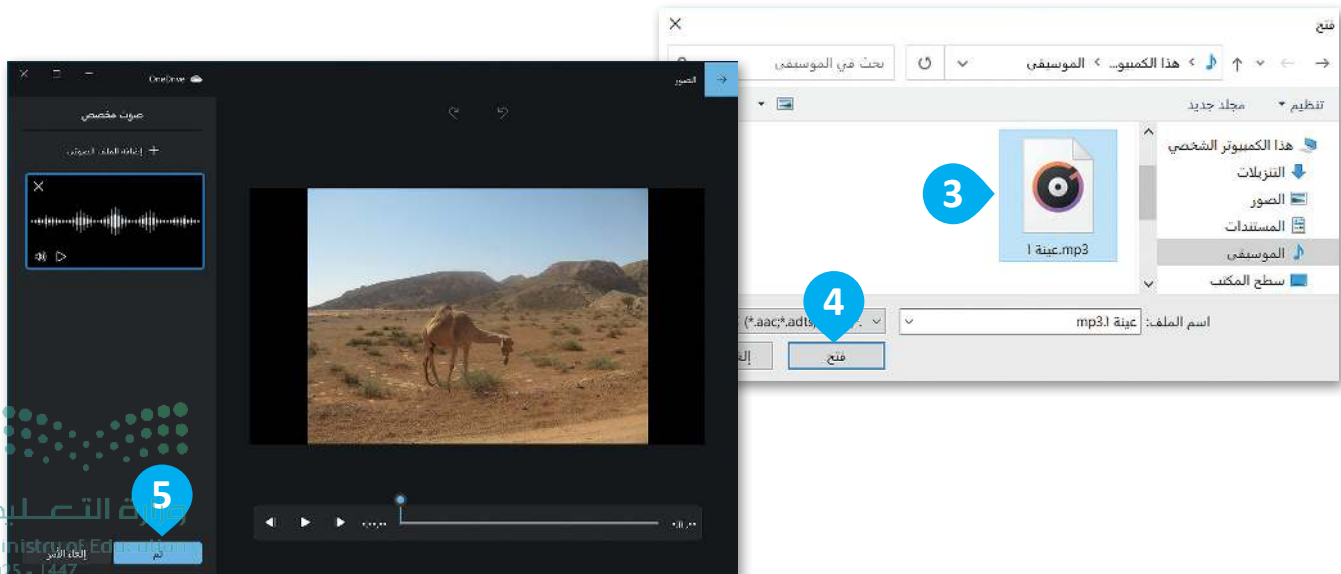 فتح
هذا الكمبيو... > الموسيقى
بحث في الموسيقى
تنظيم
مجلد جديد
هذا الكمبيوتر الشخصي
التنزيلات
الصور
المستندات
الموسيقى
سطح المكتب
3
عينة ١.mp3
اسم الملف:
عينة ١.mp3
4
فتح
OneDrive
الصور
صوت مخصص
+ إضافة الملف الصوتي
5
تم
إلغاء الأمر